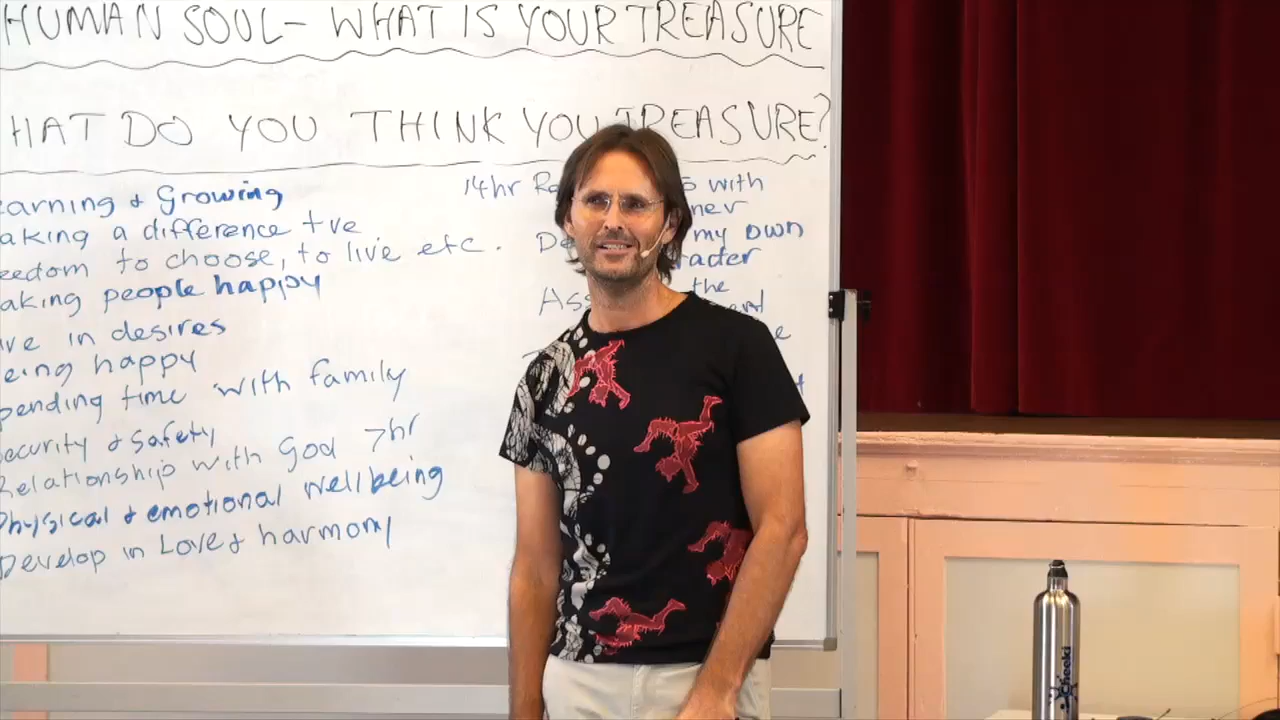 HUMAN SOUL - WHAT IS YOUR TREASURE
HAT DO YOU THINK YOU TREASURE?
earning & Growing
aking a difference +ve
eedom to choose, to live etc.
aking people happy
ve in desires
eing happy
pending time with family
ecurity & Safety
Relationship with God 7hr
Physical & emotional wellbeing
Develop in Love & harmony
14hr with
my own
the
Cheeki